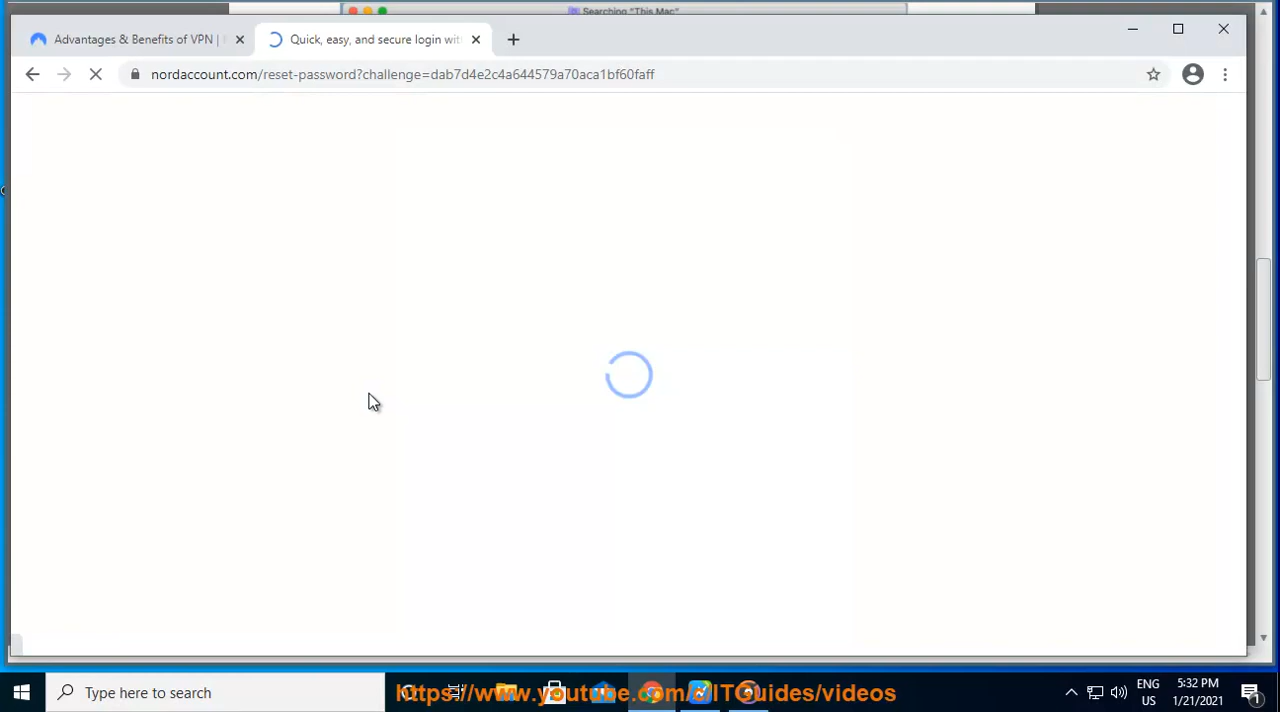 Searching "This Mac"
Advantages & Benefits of VPN |
Quick, easy, and secure login wit
nordaccount.com/reset-password?challenge=dab7d4e2c4a644579a70aca1bf60faff
Type here to search
Https://www.youtube.com/c/ITGuides/videos
ENG
US
5:32 PM
1/21/2021
1